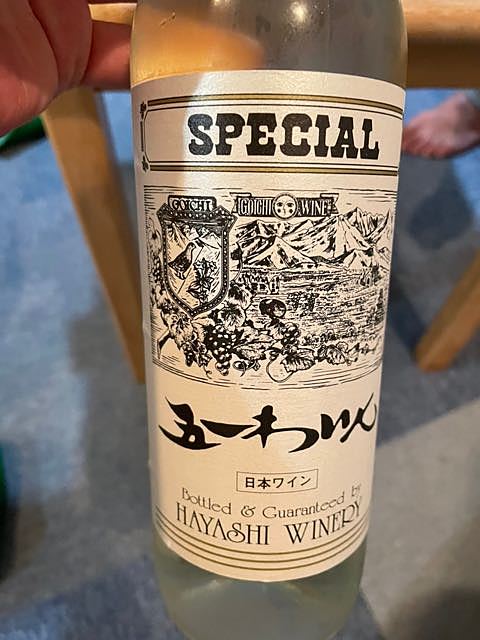 SPECIAL
GOICHI
GOICHI WINE
五一わいん
日本ワイン
Bottled & Guaranteed by
HAYASHI WINERY